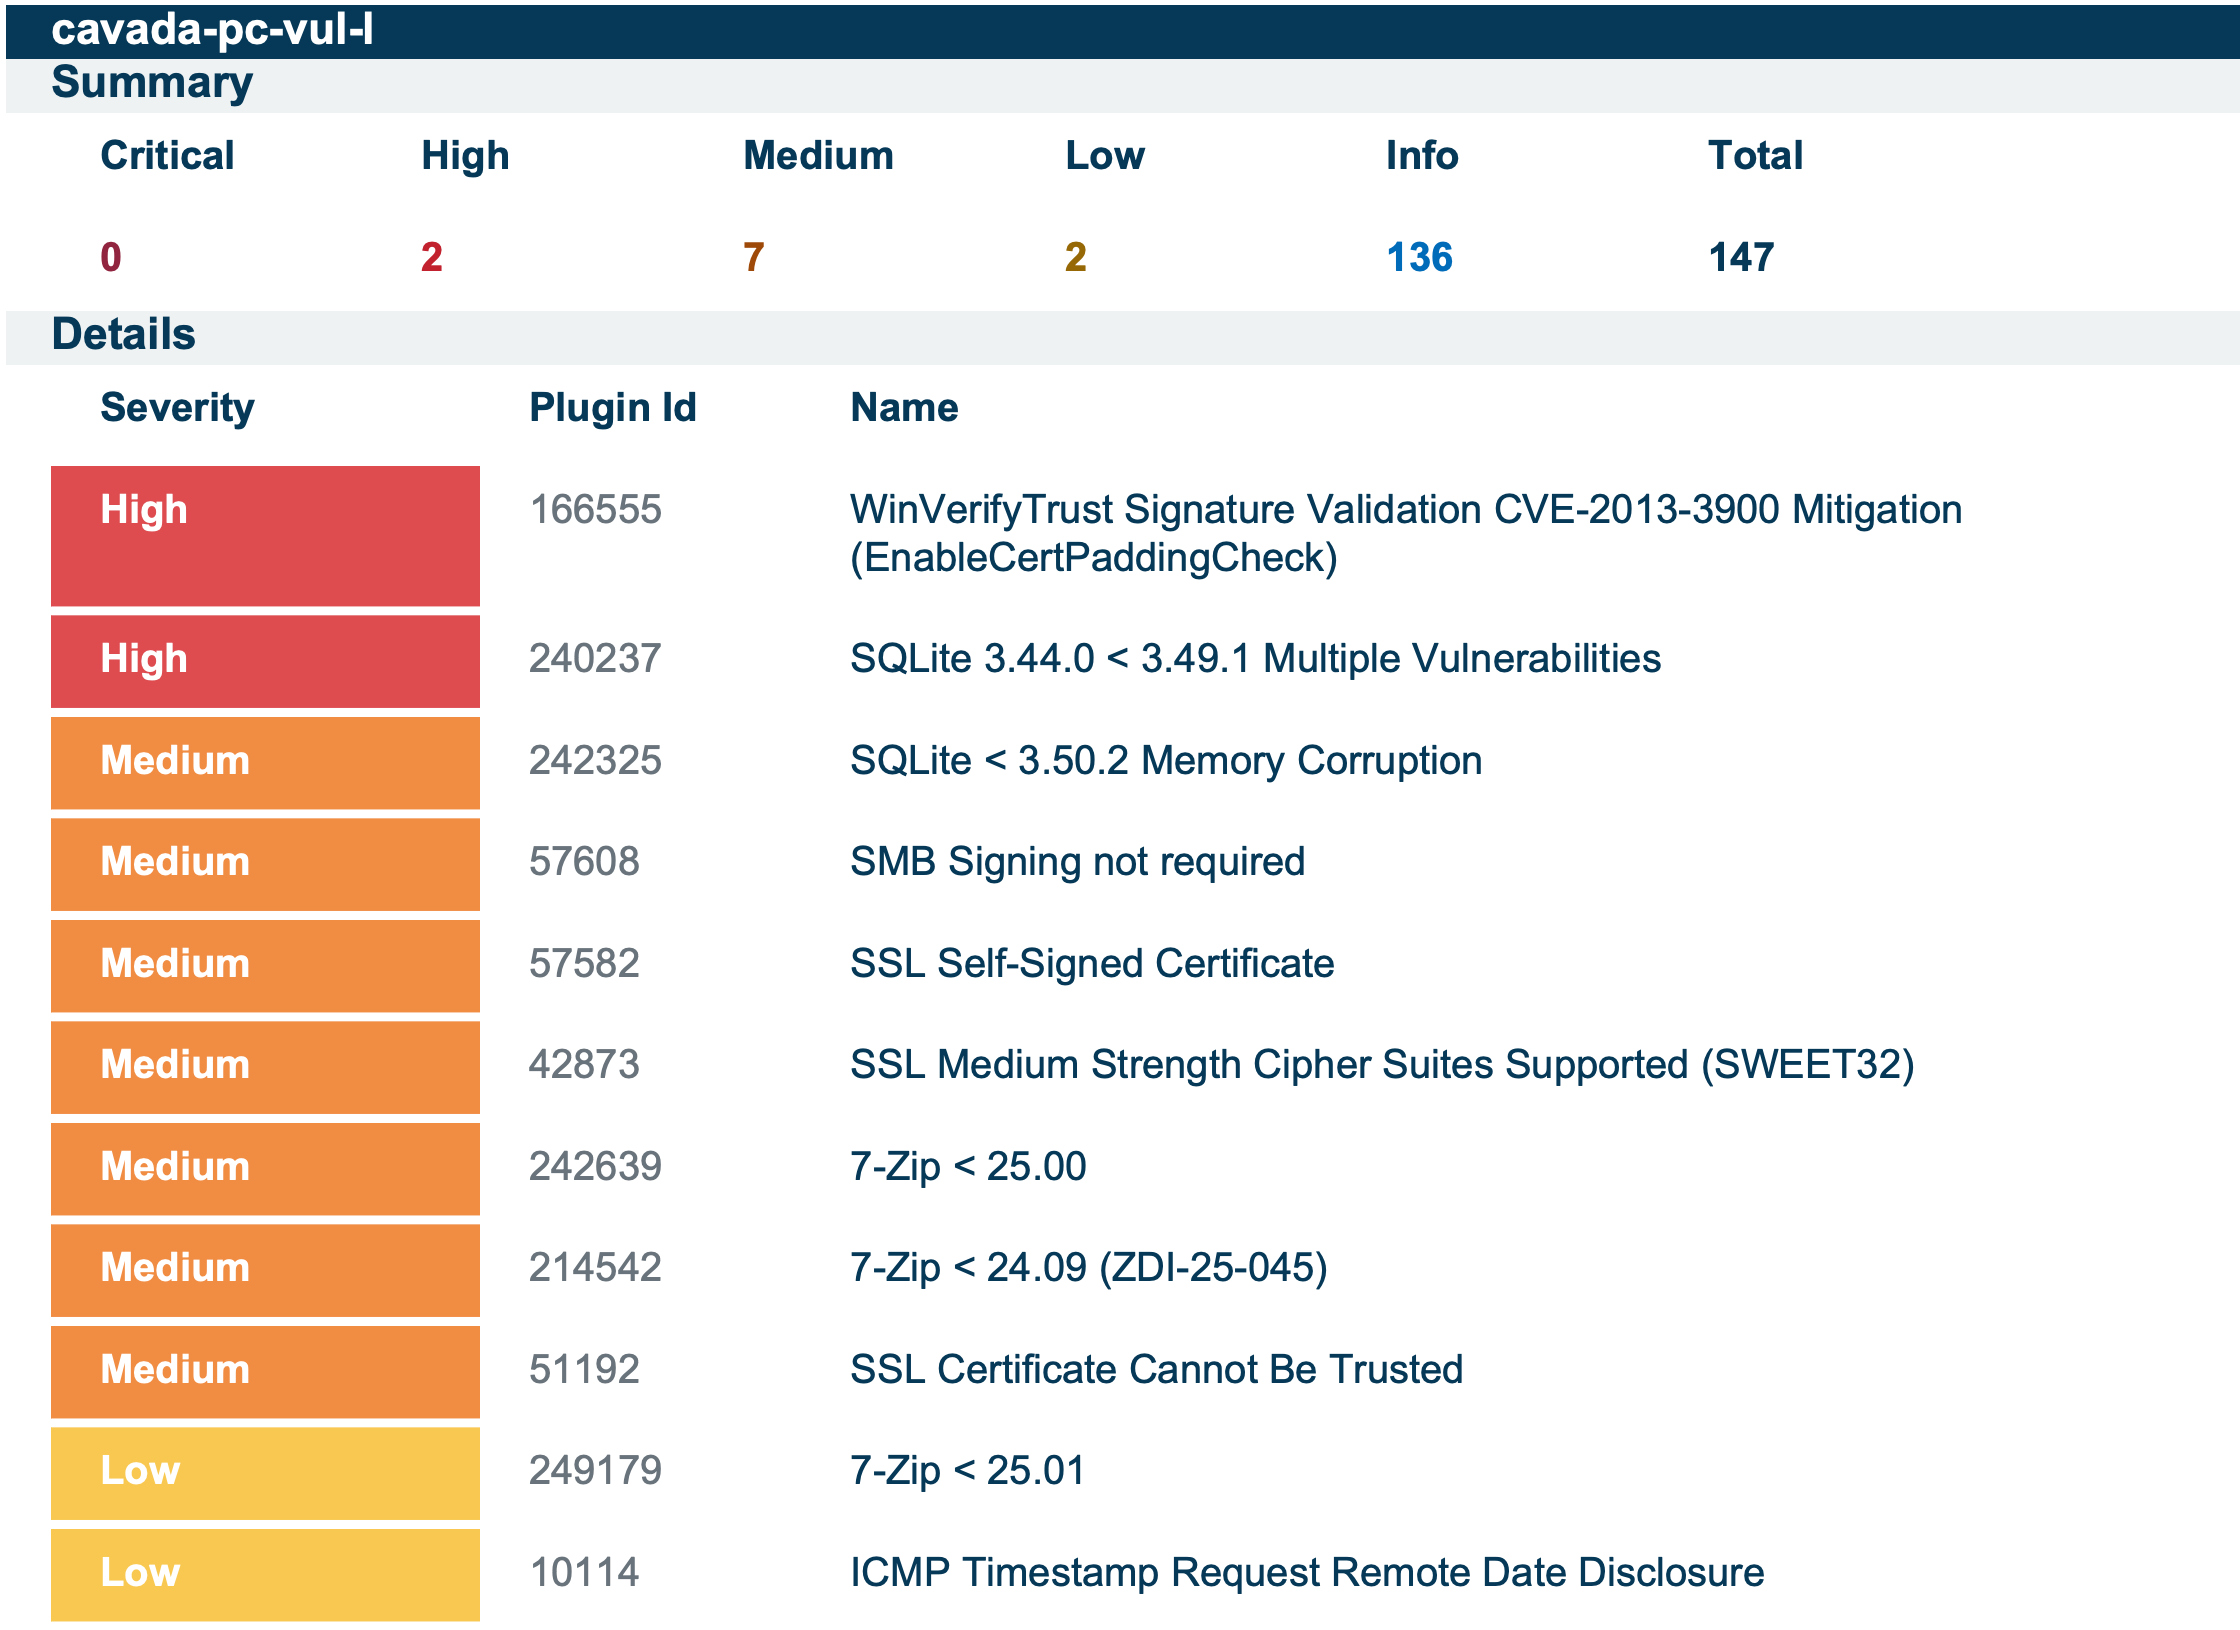 cavada-pc-vul-l
Summary
Critical High Medium Low Info Total
0 2 7 2 136 147
Details
Severity Plugin Id Name
High 166555 WinVerifyTrust Signature Validation CVE-2013-3900 Mitigation
(EnableCertPaddingCheck)
High 240237 SQLite 3.44.0 < 3.49.1 Multiple Vulnerabilities
Medium 242325 SQLite < 3.50.2 Memory Corruption
Medium 57608 SMB Signing not required
Medium 57582 SSL Self-Signed Certificate
Medium 42873 SSL Medium Strength Cipher Suites Supported (SWEET32)
Medium 242639 7-Zip < 25.00
Medium 214542 7-Zip < 24.09 (ZDI-25-045)
Medium 51192 SSL Certificate Cannot Be Trusted
Low 249179 7-Zip < 25.01
Low 10114 ICMP Timestamp Request Remote Date Disclosure